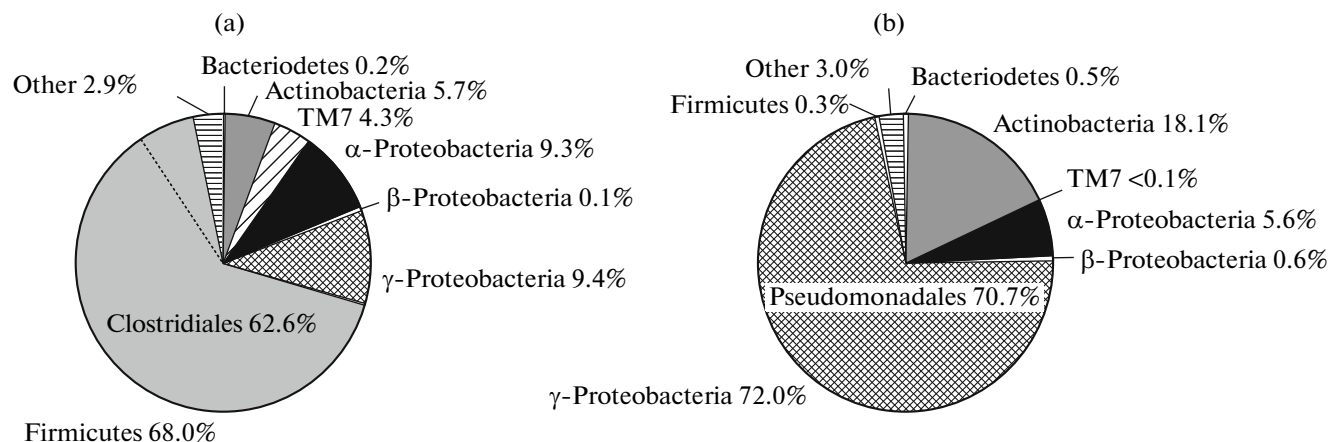 (a)
Bacteriodetes 0.2%
Other 2.9%
Actinobacteria 5.7%
TM7 4.3%
α-Proteobacteria 9.3%
β-Proteobacteria 0.1%
γ-Proteobacteria 9.4%
Clostridiales 62.6%
Firmicutes 68.0%
(b)
Other 3.0%
Bacteriodetes 0.5%
Firmicutes 0.3%
Actinobacteria 18.1%
TM7 <0.1%
α-Proteobacteria 5.6%
β-Proteobacteria 0.6%
Pseudomonadales 70.7%
γ-Proteobacteria 72.0%